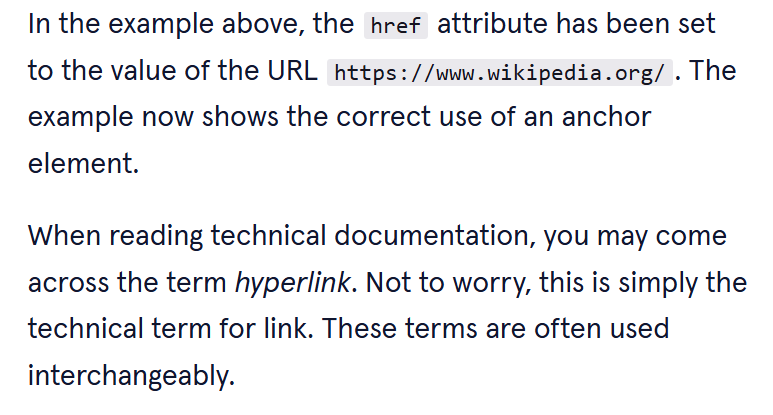 In the example above, the href attribute has been set
to the value of the URL https://www.wikipedia.org/ . The
example now shows the correct use of an anchor
element.
When reading technical documentation, you may come
across the term hyperlink. Not to worry, this is simply the
technical term for link. These terms are often used
interchangeably.